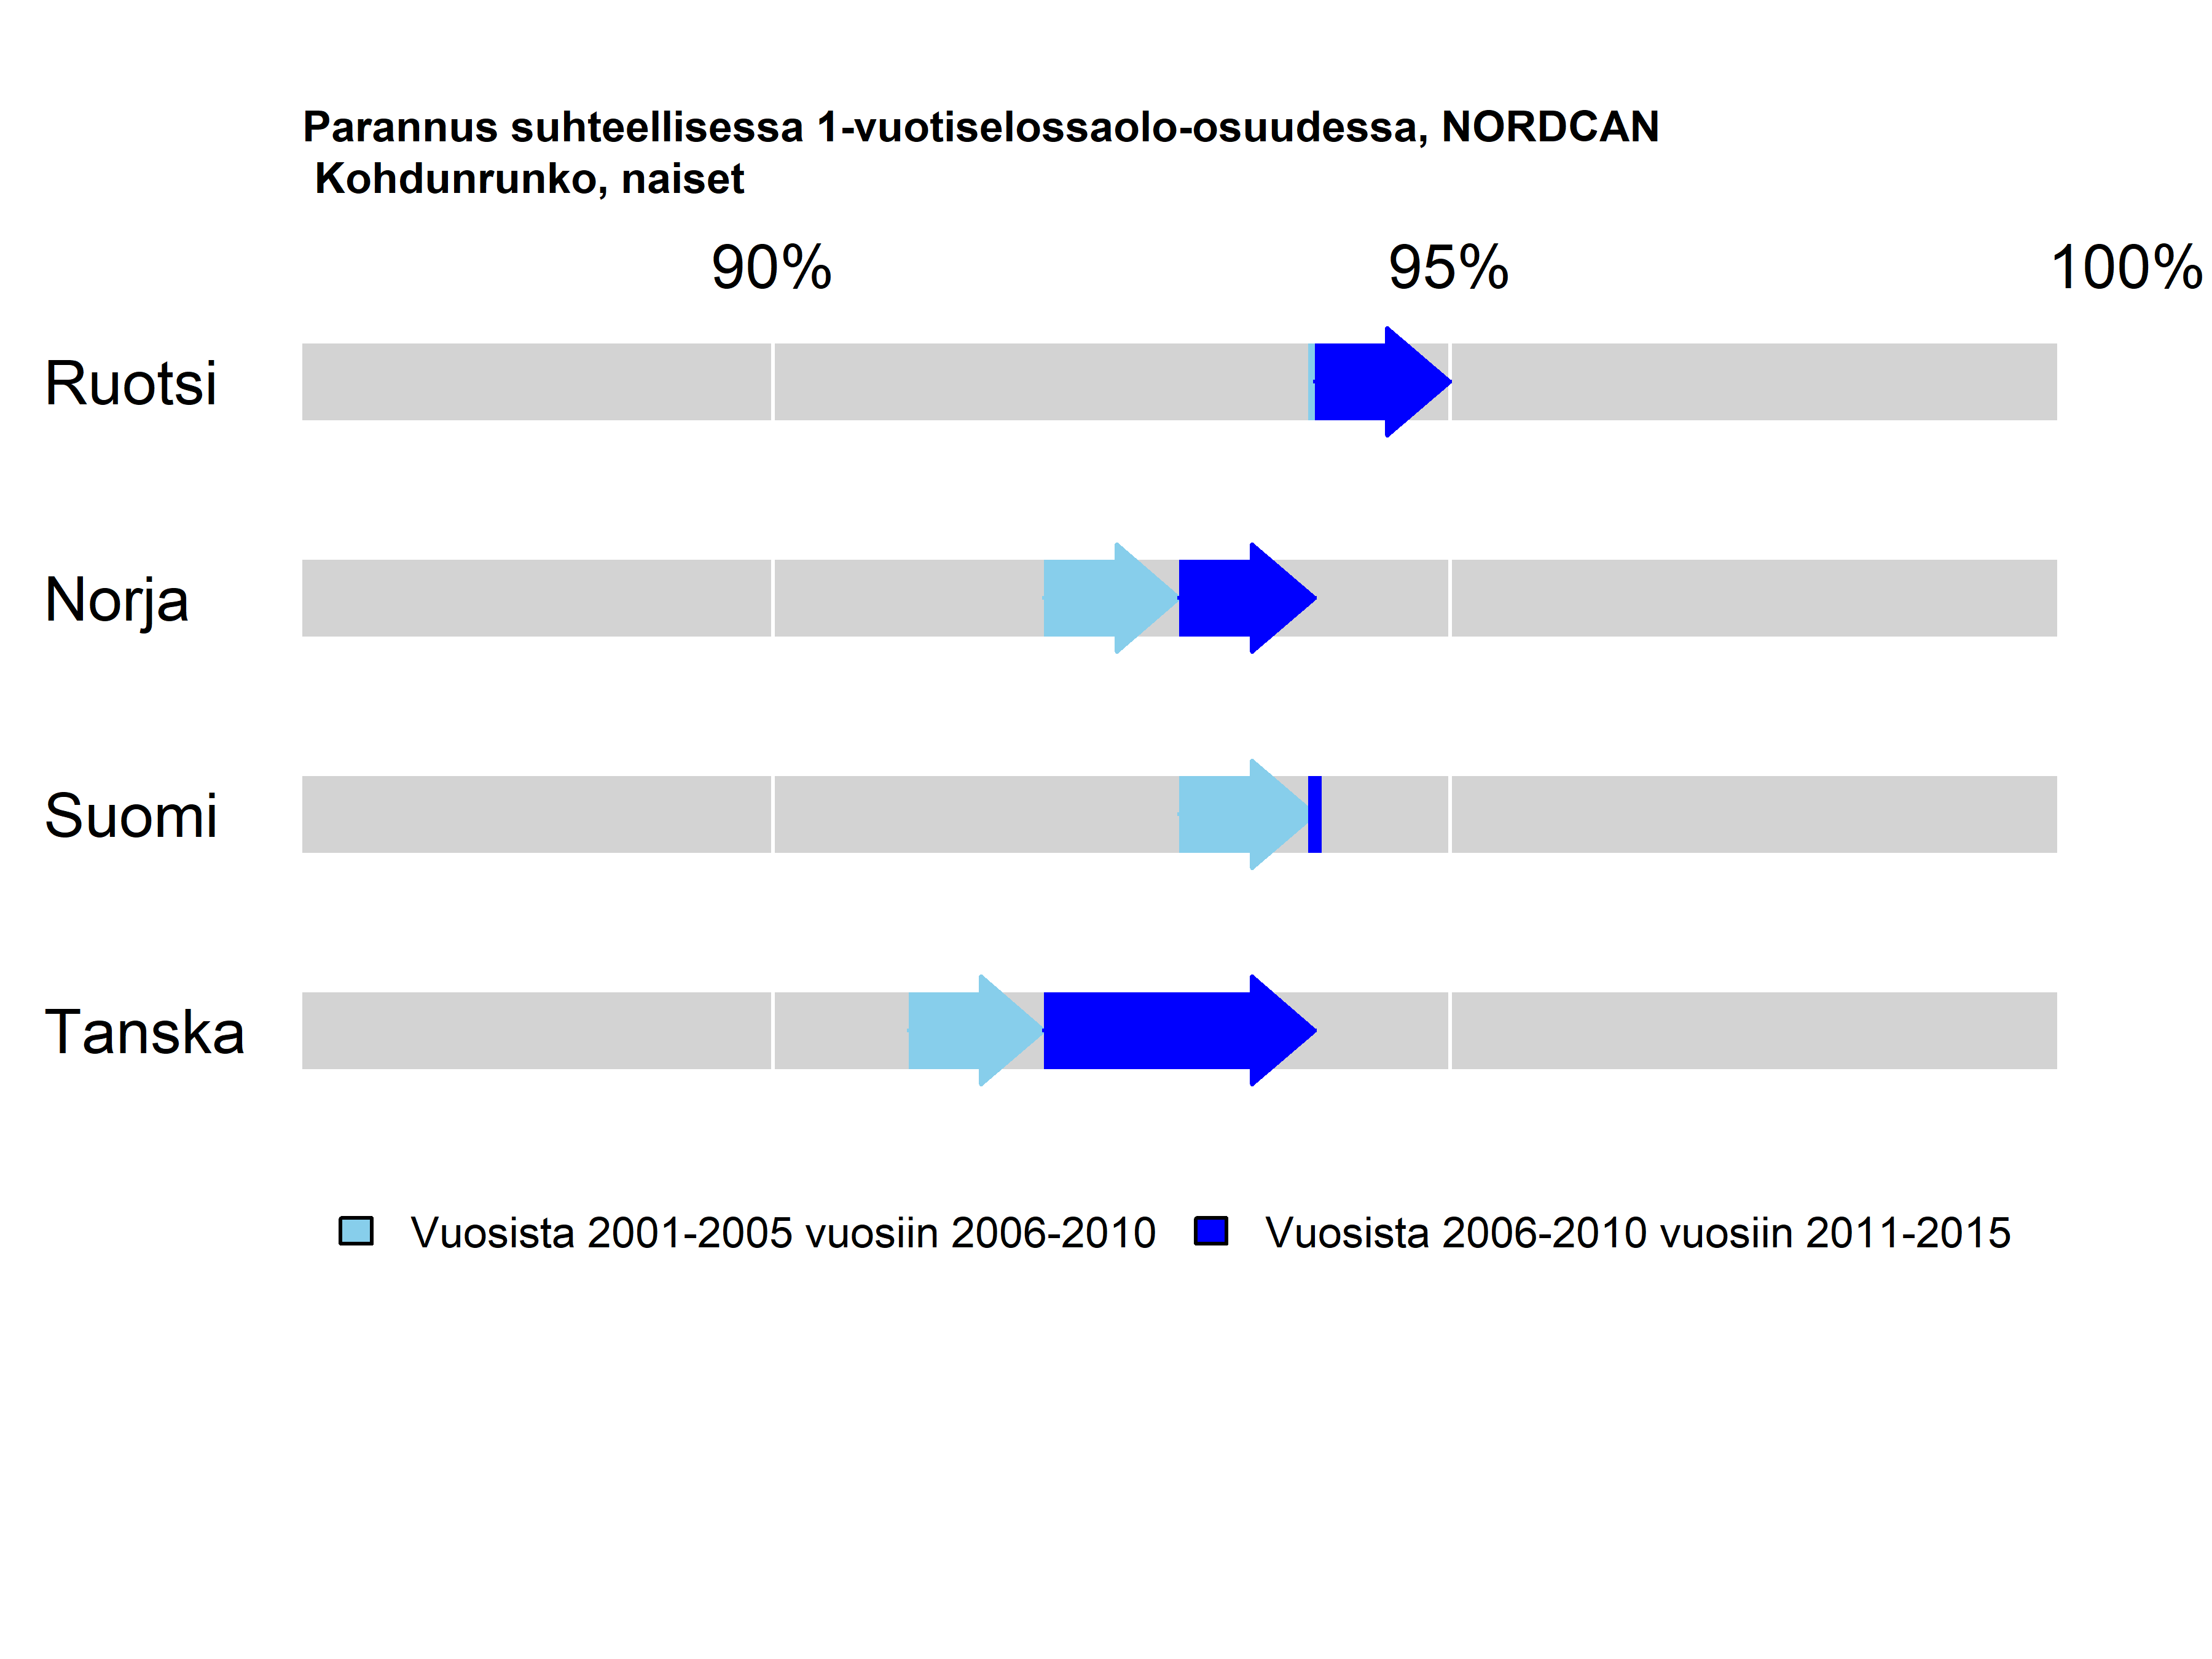 Parannus suhteellisessa 1-vuotiselossaolo-osuudessa, NORDCAN
Kohdunrunko, naiset
90% 95% 100%
Ruotsi
Norja
Suomi
Tanska
Vuosista 2001-2005 vuosiin 2006-2010 Vuosista 2006-2010 vuosiin 2011-2015